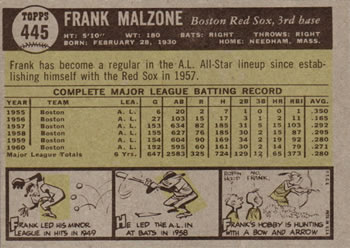 TOPPS
445
FRANK MALZONE Boston Red Sox, 3rd base
HT: 5'10" WT: 180 BATS: RIGHT THROWS: RIGHT
BORN: FEBRUARY 28, 1930 HOME: NEEDHAM, MASS.
Frank has become a regular in the A.L. All-Star lineup since estab-
lishing himself with the Red Sox in 1957.
COMPLETE MAJOR LEAGUE BATTING RECORD
YEAR TEAM LEA. G AB R H 2B 3B HR RBI AVG.
1955 Boston A. L. 6 20 2 7 1 0 0 1 .350
1956 Boston A. L. 27 103 15 17 3 1 2 11 .165
1957 Boston A. L. 153 634 82 185 31 5 15 103 .292
1958 Boston A. L. 155 627 76 185 30 2 15 87 .295
1959 Boston A. L. 154 604 90 169 34 2 19 92 .280
1960 Boston A. L. 152 595 60 161 30 2 14 79 .271
Major League Totals 6 Yrs. 647 2583 325 724 129 12 65 373 .280
FRANK LED HIS MINOR
LEAGUE IN HITS IN 1949
HE LED THE A.L. IN
AT BATS IN 1958
ROBIN HOOD FRANK
FRANK'S HOBBY IS HUNTING
WITH A BOW AND ARROW